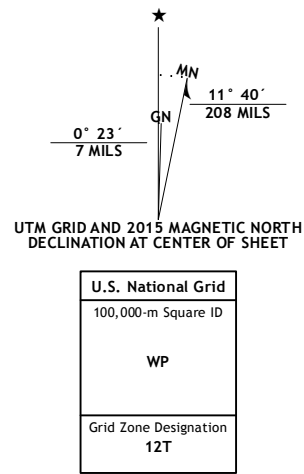 ★
MN
GN
11° 40´
208 MILS
0° 23´
7 MILS
UTM GRID AND 2015 MAGNETIC NORTH
DECLINATION AT CENTER OF SHEET
U.S. National Grid
100,000-m Square ID
WP
Grid Zone Designation
12T